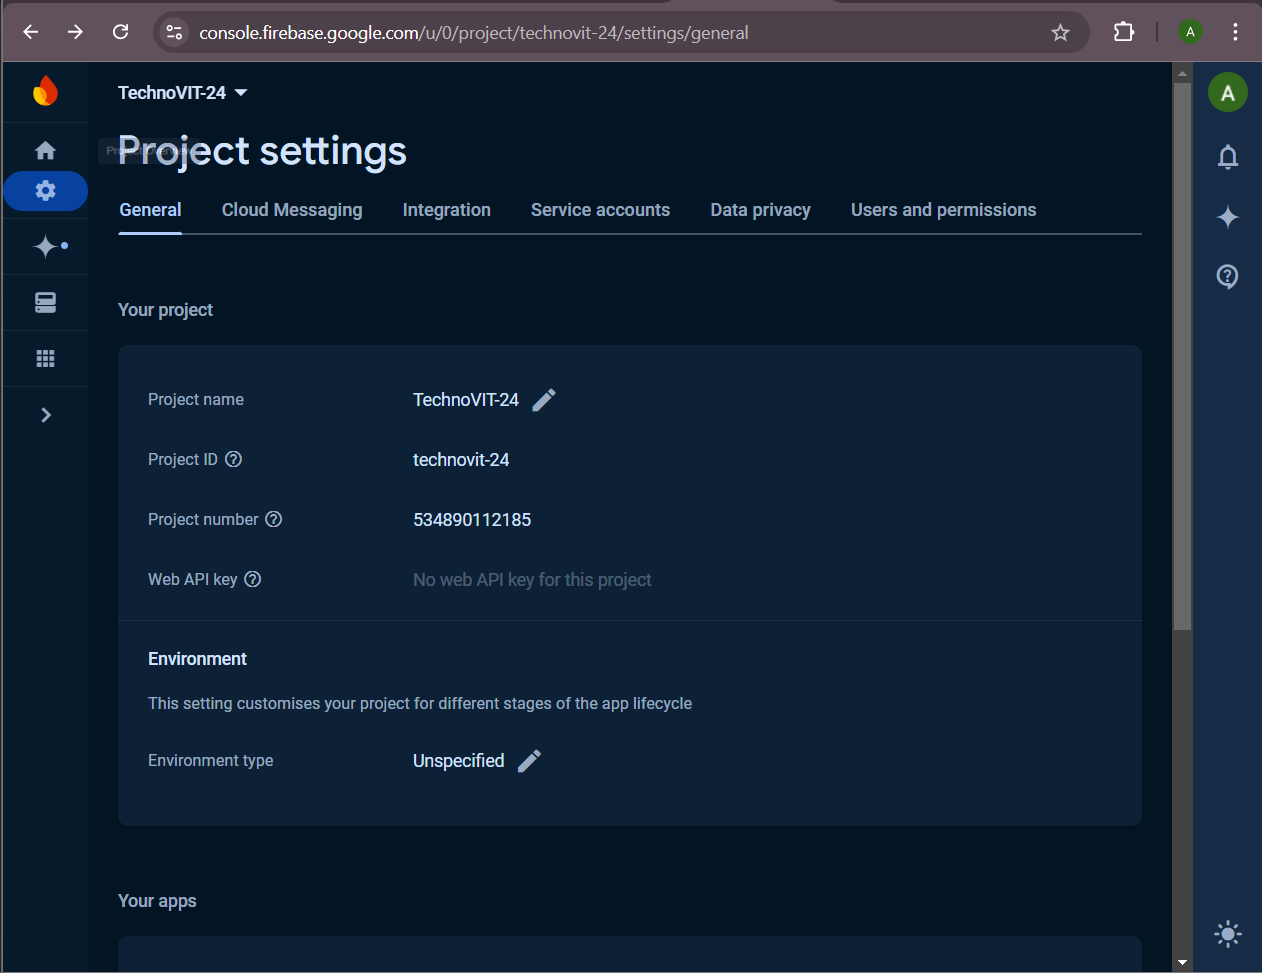 console.firebase.google.com/u/0/project/technovit-24/settings/general
A
TechnoVIT-24
A
Project settings
Project Overview
General Cloud Messaging Integration Service accounts Data privacy Users and permissions
Your project
Project name TechnoVIT-24
Project ID technovit-24
Project number 534890112185
Web API key No web API key for this project
Environment
This setting customises your project for different stages of the app lifecycle
Environment type Unspecified
Your apps